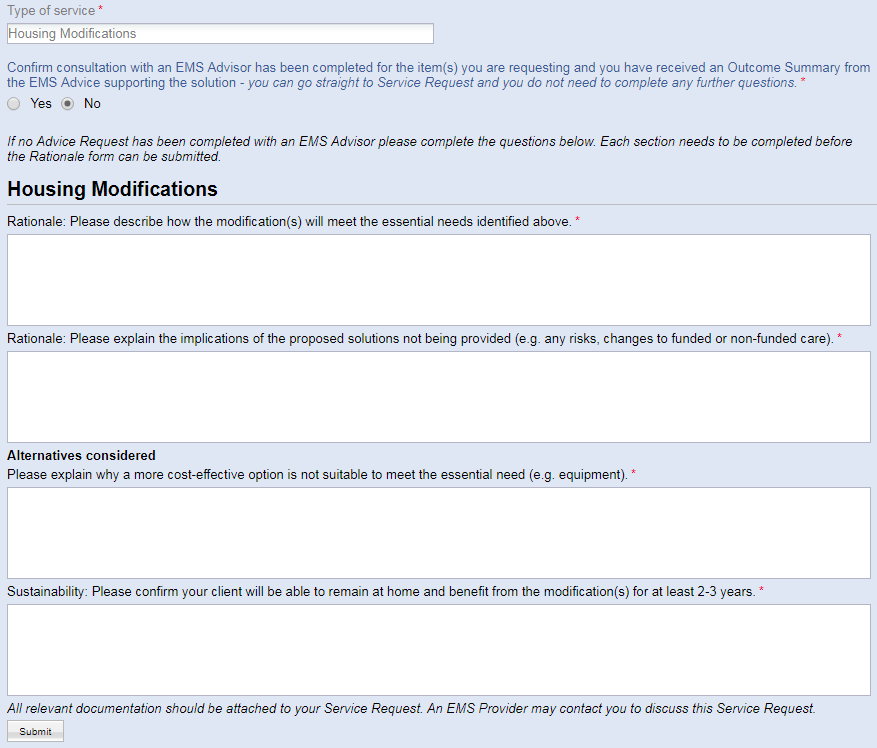 Type of service *
Housing Modifications
Confirm consultation with an EMS Advisor has been completed for the item(s) you are requesting and you have received an Outcome Summary from
the EMS Advice supporting the solution - you can go straight to Service Request and you do not need to complete any further questions. *
Yes No
If no Advice Request has been completed with an EMS Advisor please complete the questions below. Each section needs to be completed before
the Rationale form can be submitted.
Housing Modifications
Rationale: Please describe how the modification(s) will meet the essential needs identified above. *
Rationale: Please explain the implications of the proposed solutions not being provided (e.g. any risks, changes to funded or non-funded care). *
Alternatives considered
Please explain why a more cost-effective option is not suitable to meet the essential need (e.g. equipment). *
Sustainability: Please confirm your client will be able to remain at home and benefit from the modification(s) for at least 2-3 years. *
All relevant documentation should be attached to your Service Request. An EMS Provider may contact you to discuss this Service Request.
Submit